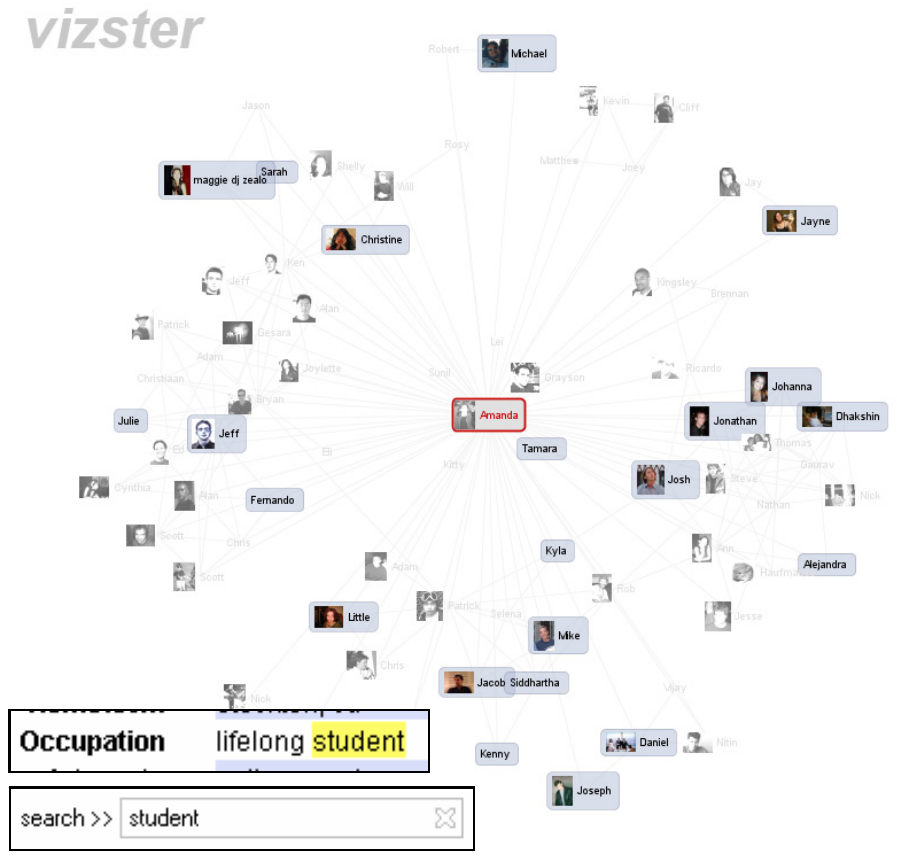 vizster
Robert
Michael
Jason
Kevin
Cliff
Rosy
Matthew
Joey
maggie dj zealo
Sarah
Shelly
Will
Jay
Jayne
Christine
Ken
Jeff
Kingsley
Brennan
Alan
Patrick
Gesara
Lei
Adam
Joylette
Sunil
Grayson
Ricardo
Christiaan
Johanna
Bryan
Amanda
Julie
Jeff
Jonathan
Dhakshin
Ed
Eli
Tamara
Thomas
Kitty
Gaurav
Cynthia
Alan
Fernando
Josh
Steve
Nick
Nathan
Scott
Chris
Kyla
Ann
Alejandra
Scott
Adam
Rob
Haufma
Patrick
Selena
Little
Mike
Jesse
Chris
Jacob
Siddhartha
Vijay
Nick
Occupation lifelong student
Kenny
Daniel
Nitin
Joseph
search >> student